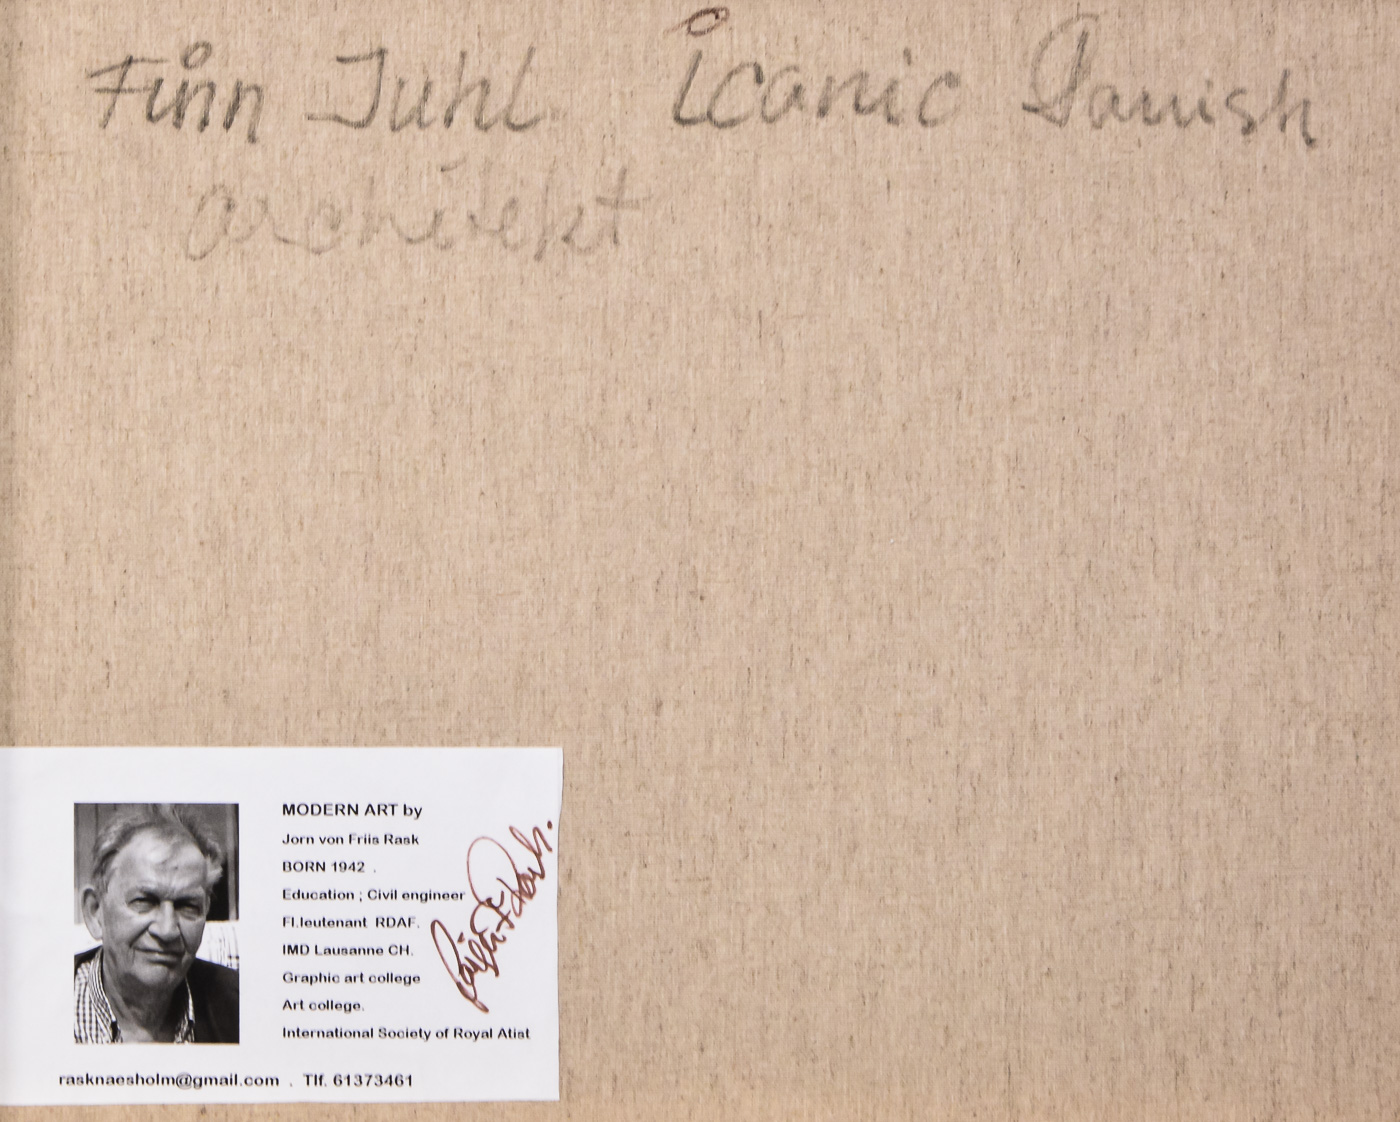 Finn Juhl Iconic Danish
architekt
MODERN ART by
Jorn von Friis Rask
BORN 1942 .
Education ; Civil engineer
Fl.leutenant RDAF.
IMD Lausanne CH.
Graphic art college
Art college.
International Society of Royal Atist
rasknaesholm@gmail.com . Tlf. 61373461